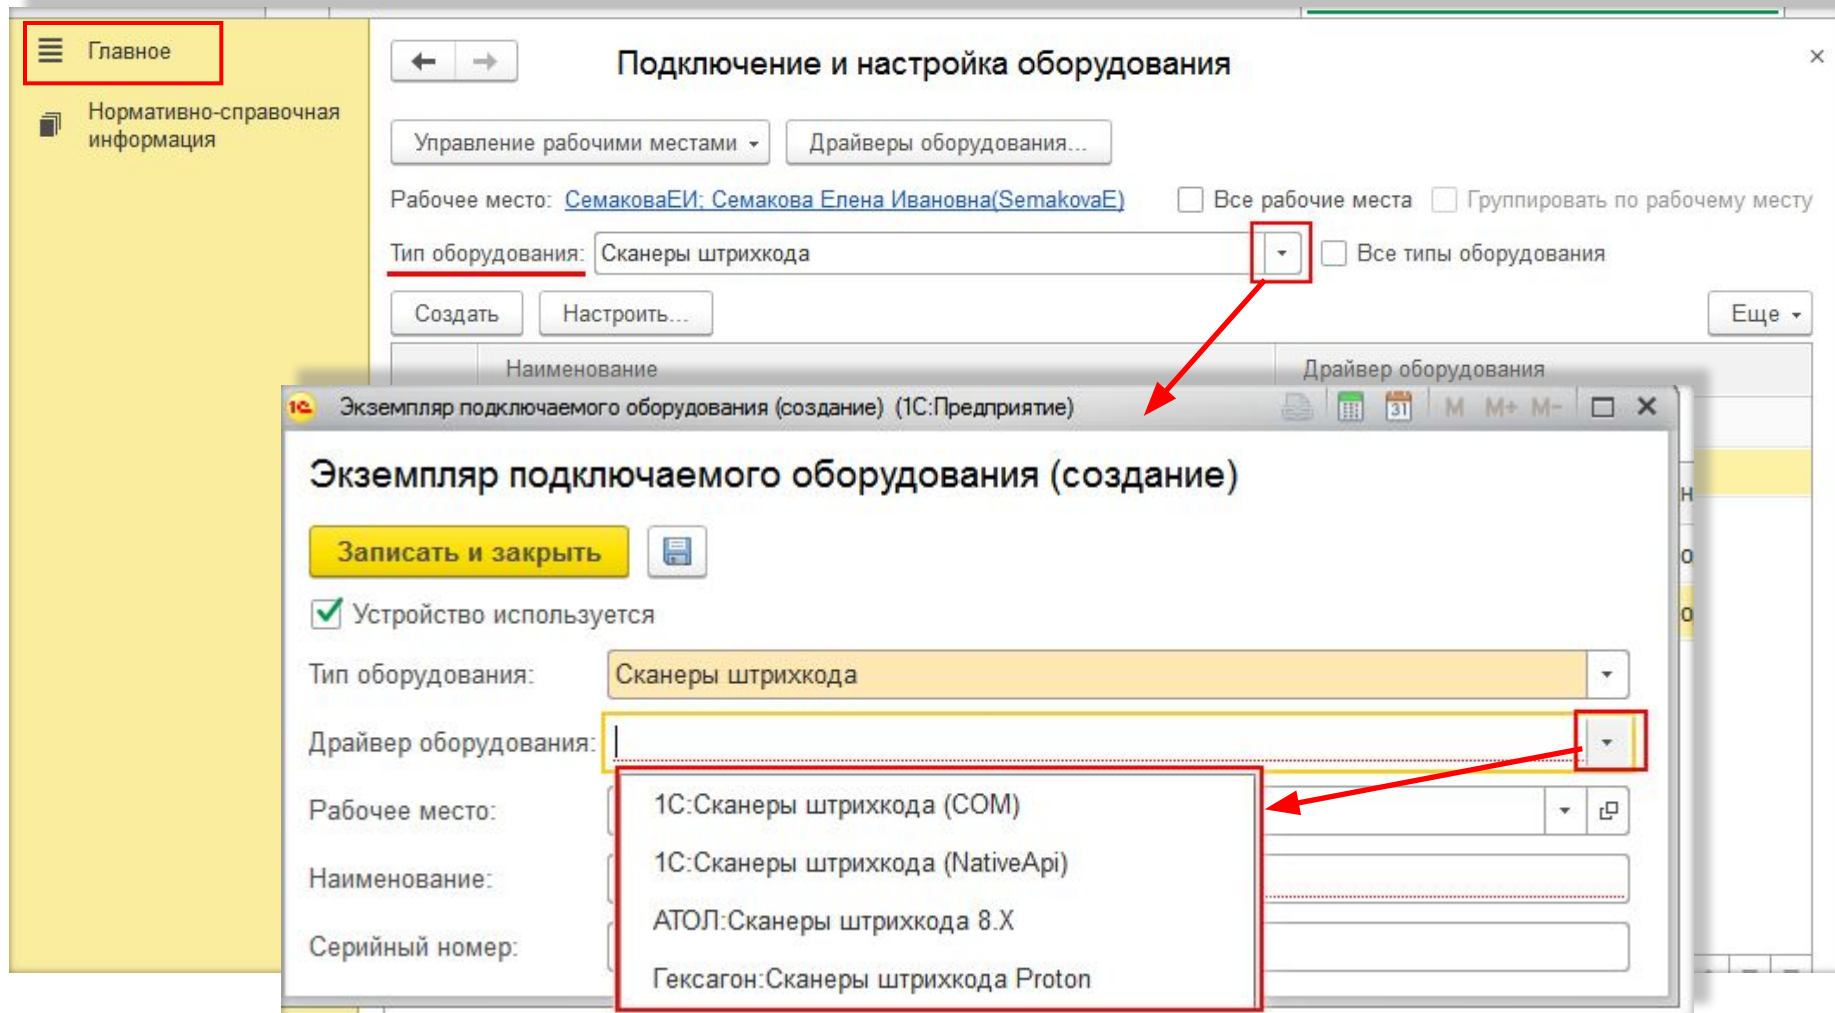 Главное
Нормативно-справочная
информация
Подключение и настройка оборудования
Управление рабочими местами
Драйверы оборудования...
Рабочее место: СемаковаЕИ; Семакова Елена Ивановна(SemakovaE)
Все рабочие места
Группировать по рабочему месту
Тип оборудования: Сканеры штрихкода
Все типы оборудования
Создать
Настроить...
Еще
Наименование
Драйвер оборудования
1С Экземпляр подключаемого оборудования (создание) (1С:Предприятие)
31 M M+ M-
Экземпляр подключаемого оборудования (создание)
Записать и закрыть
Устройство используется
Тип оборудования: Сканеры штрихкода
Драйвер оборудования:
Рабочее место:
Наименование:
Серийный номер:
1С:Сканеры штрихкода (COM)
1С:Сканеры штрихкода (NativeApi)
АТОЛ:Сканеры штрихкода 8.X
Гексагон:Сканеры штрихкода Proton